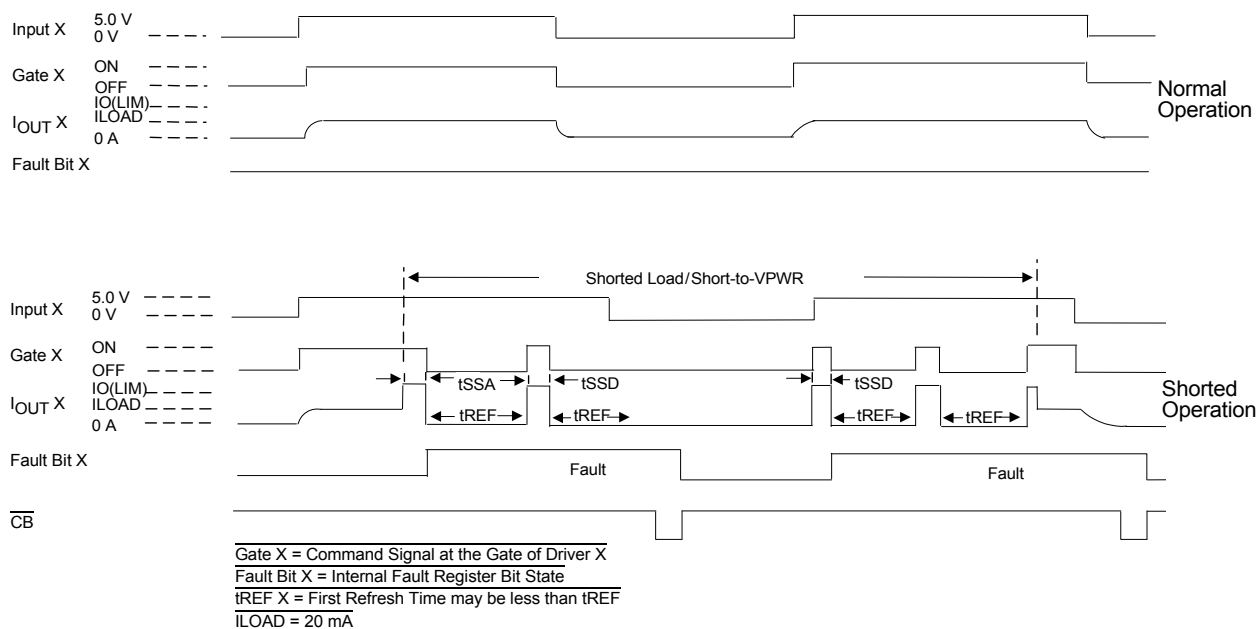 Input X 5.0 V
0 V
Gate X ON
OFF
IO(LIM)
IOUT X ILOAD
0 A
Fault Bit X
Normal
Operation
Shorted Load/Short-to-VPWR
Input X 5.0 V
0 V
Gate X ON
OFF
tSSA tSSD tSSD
IO(LIM)
IOUT X ILOAD
0 A
tREF tREF tREF tREF
Shorted
Operation
Fault Bit X Fault Fault
CB
Gate X = Command Signal at the Gate of Driver X
Fault Bit X = Internal Fault Register Bit State
tREF X = First Refresh Time may be less than tREF
ILOAD = 20 mA